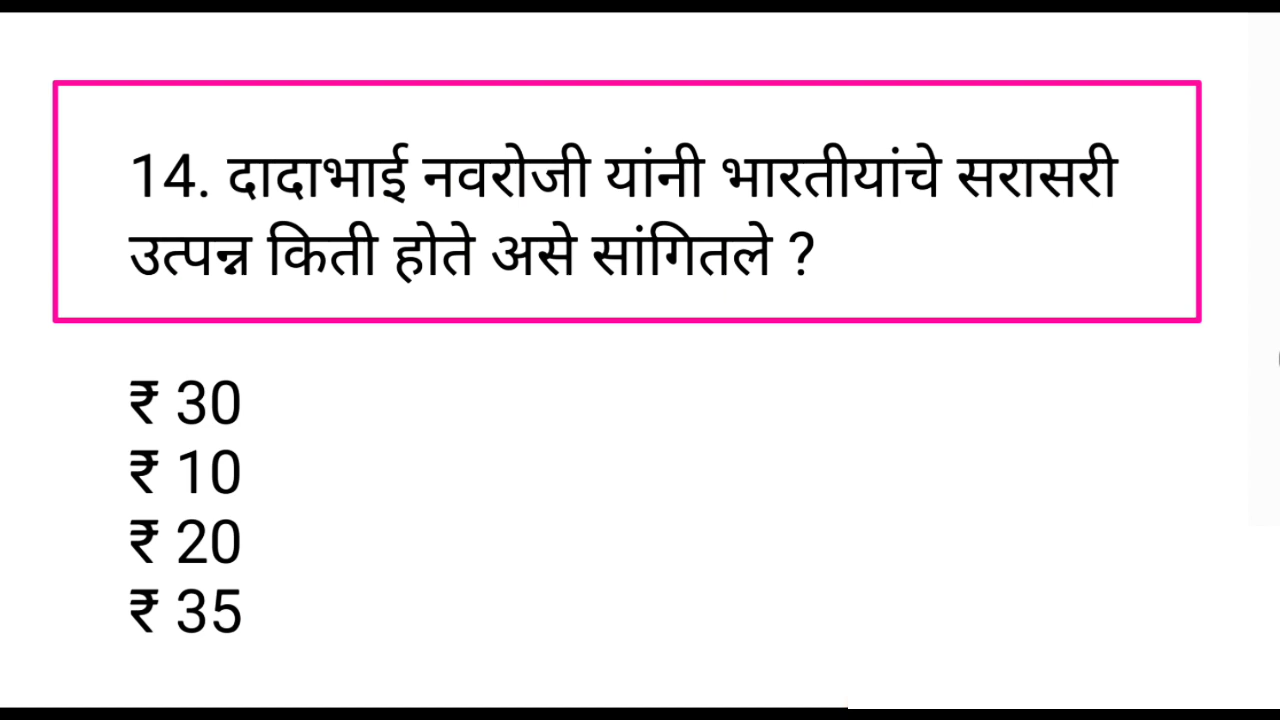 14. दादाभाई नवरोजी यांनी भारतीयांचे सरासरी
उत्पन्न किती होते असे सांगितले ?
₹ 30
₹ 10
₹ 20
₹ 35